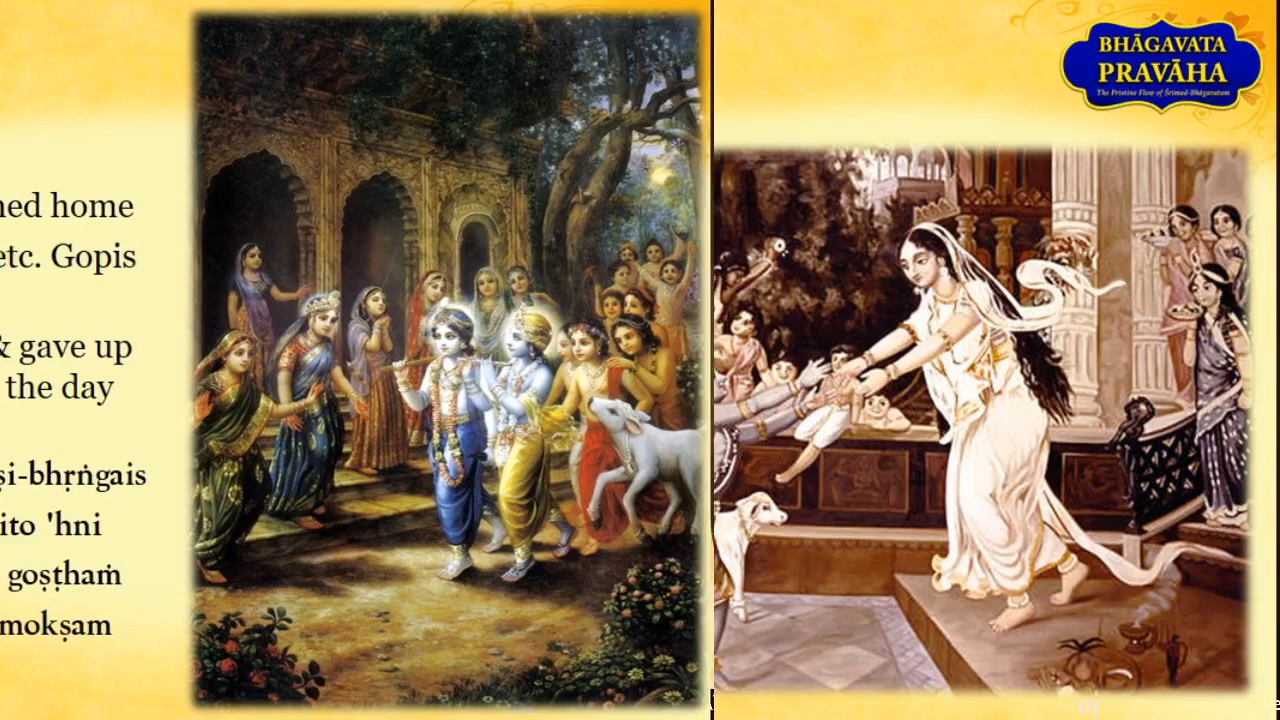 ned home
etc. Gopis
& gave up
the day
ṣi-bhṛṅgais
ito 'hni
goṣṭhaṁ
mokṣam
BHĀGAVATA
PRAVĀHA
The Pristine Flow of Śrīmad-Bhāgavatam